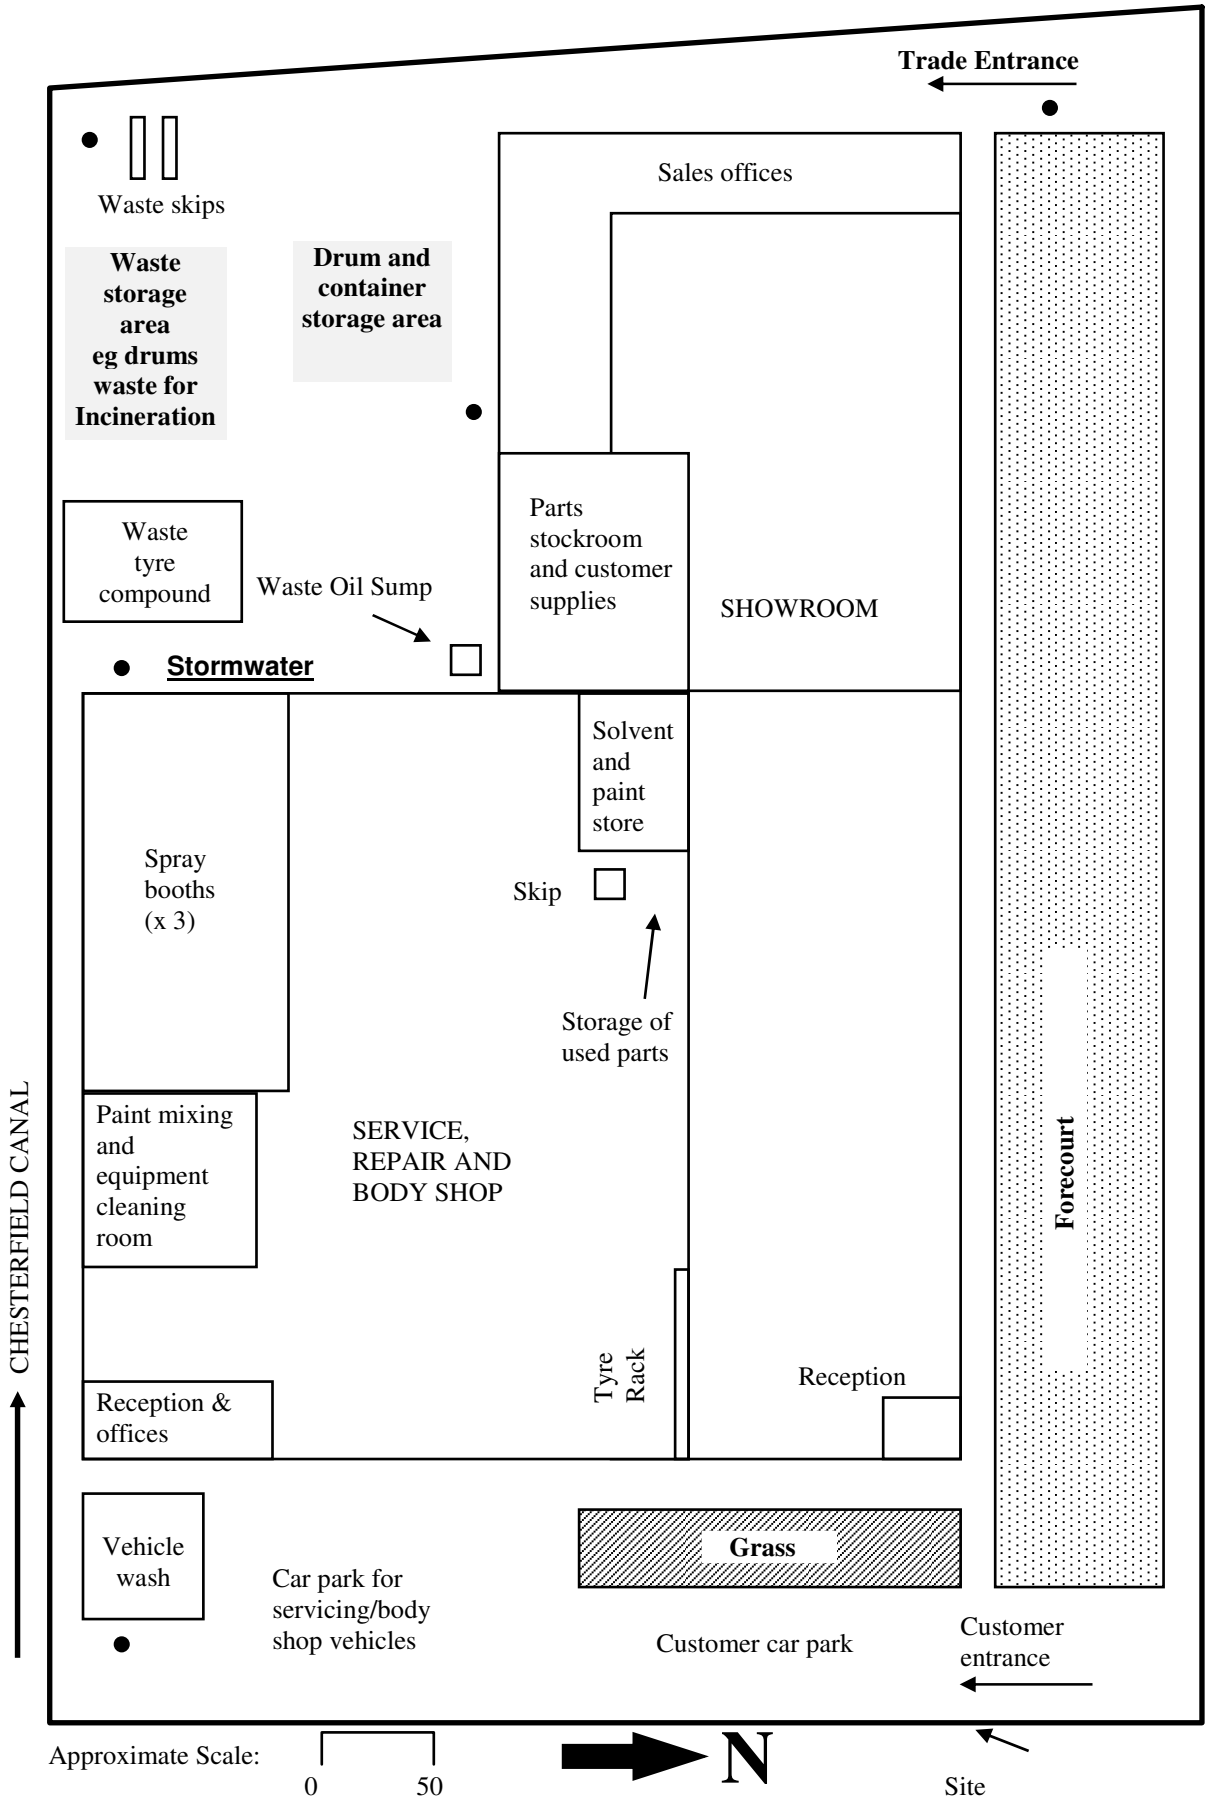 Trade Entrance
Sales offices
Waste skips
Waste
storage
area
eg drums
waste for
Incineration
Drum and
container
storage area
Parts
stockroom
and customer
supplies
Waste
tyre
compound
Waste Oil Sump
SHOWROOM
Stormwater
Solvent
and
paint
store
Spray
booths
(x 3)
Skip
Storage of
used parts
CHESTERFIELD CANAL
Paint mixing
and
equipment
cleaning
room
SERVICE,
REPAIR AND
BODY SHOP
Forecourt
Tyre
Rack
Reception
Reception &
offices
Vehicle
wash
Grass
Car park for
servicing/body
shop vehicles
Customer car park
Customer
entrance
Approximate Scale:
0 50
N
Site